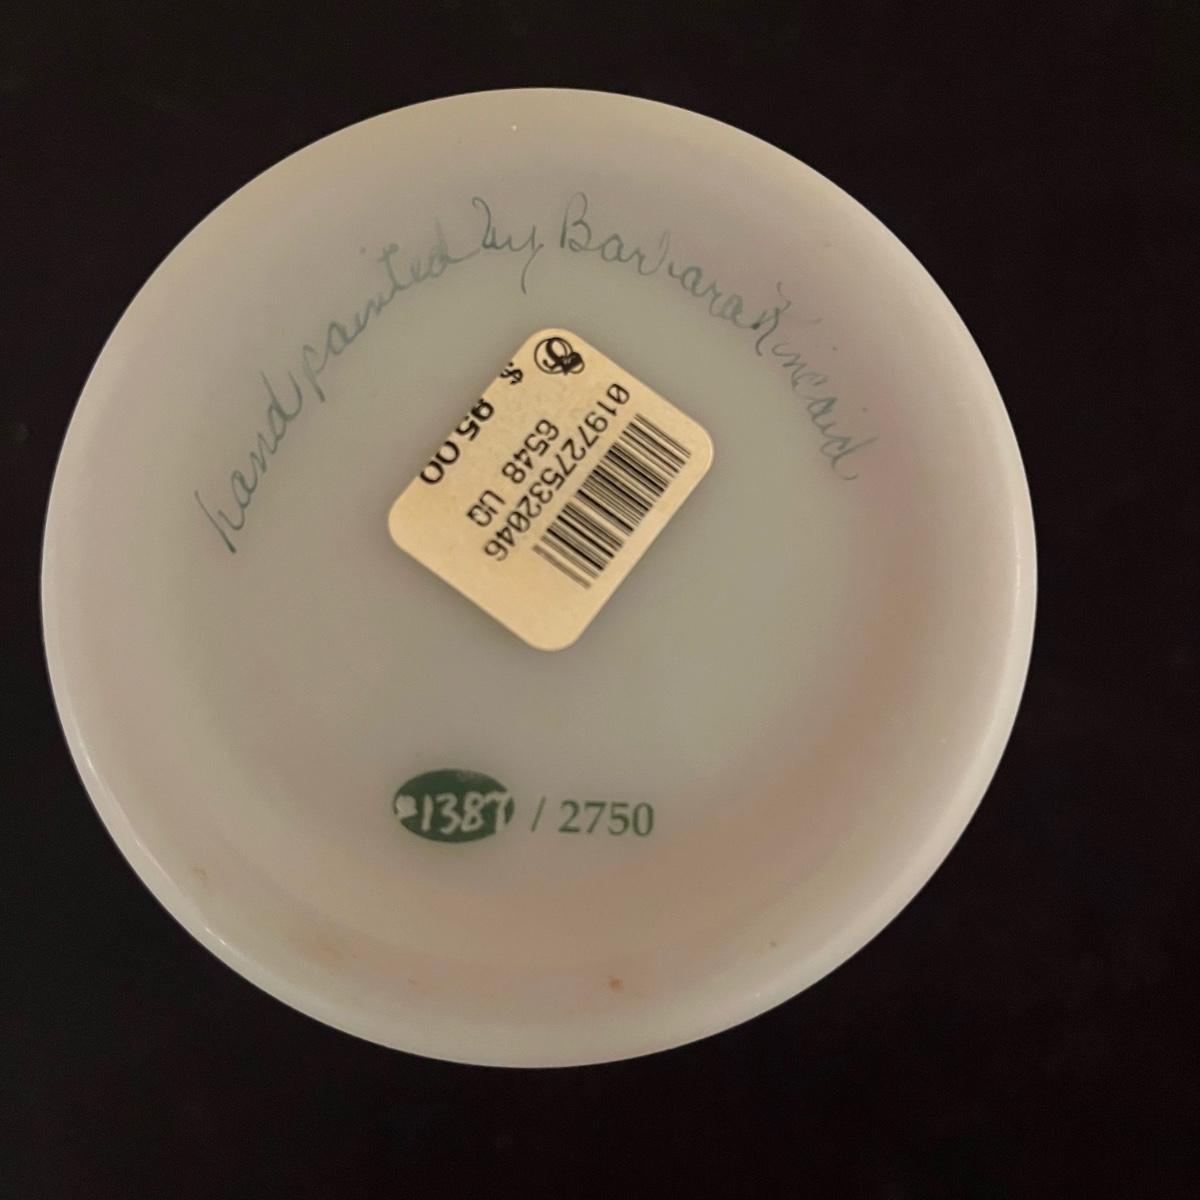 hand painted by Barbara Kincaid
$ 95.00
6548 UQ
019727532046
#1387 / 2750